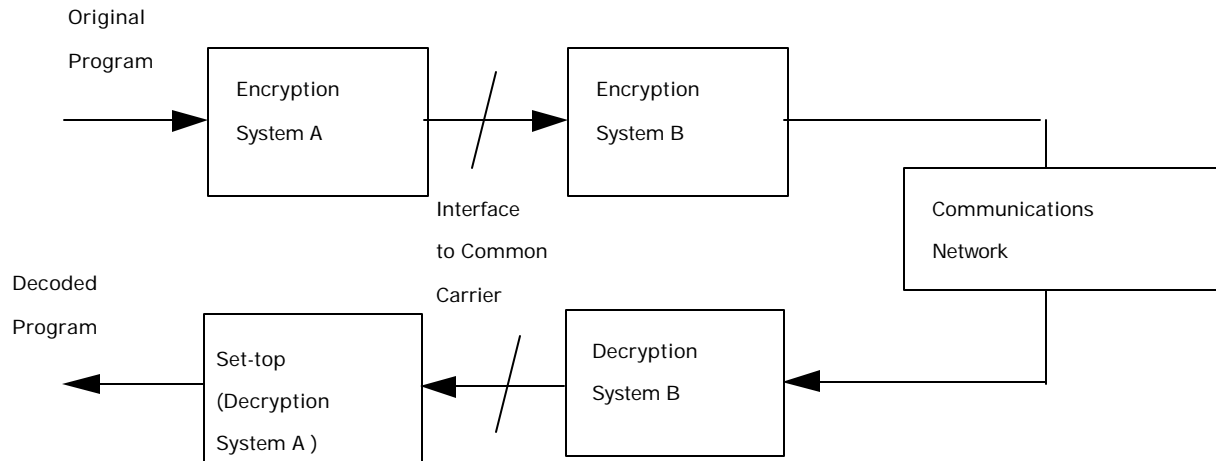 Original
Program
Encryption
System A
Encryption
System B
Interface
to Common
Carrier
Communications
Network
Decoded
Program
Set-top
(Decryption
System A )
Decryption
System B